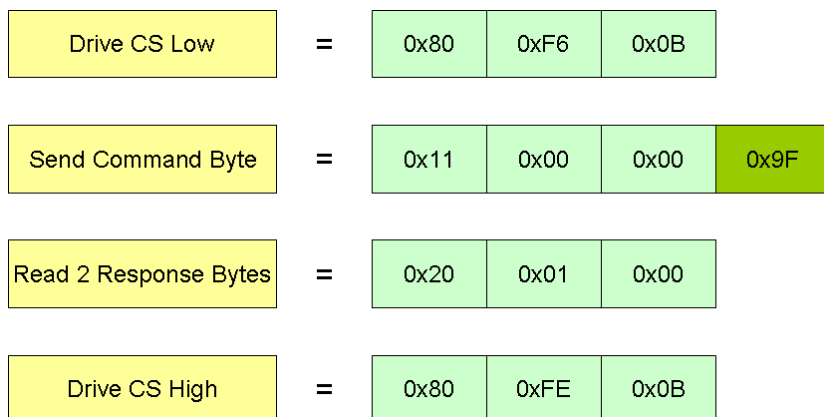 Drive CS Low = 0x80 0xF6 0x0B
Send Command Byte = 0x11 0x00 0x00 0x9F
Read 2 Response Bytes = 0x20 0x01 0x00
Drive CS High = 0x80 0xFE 0x0B